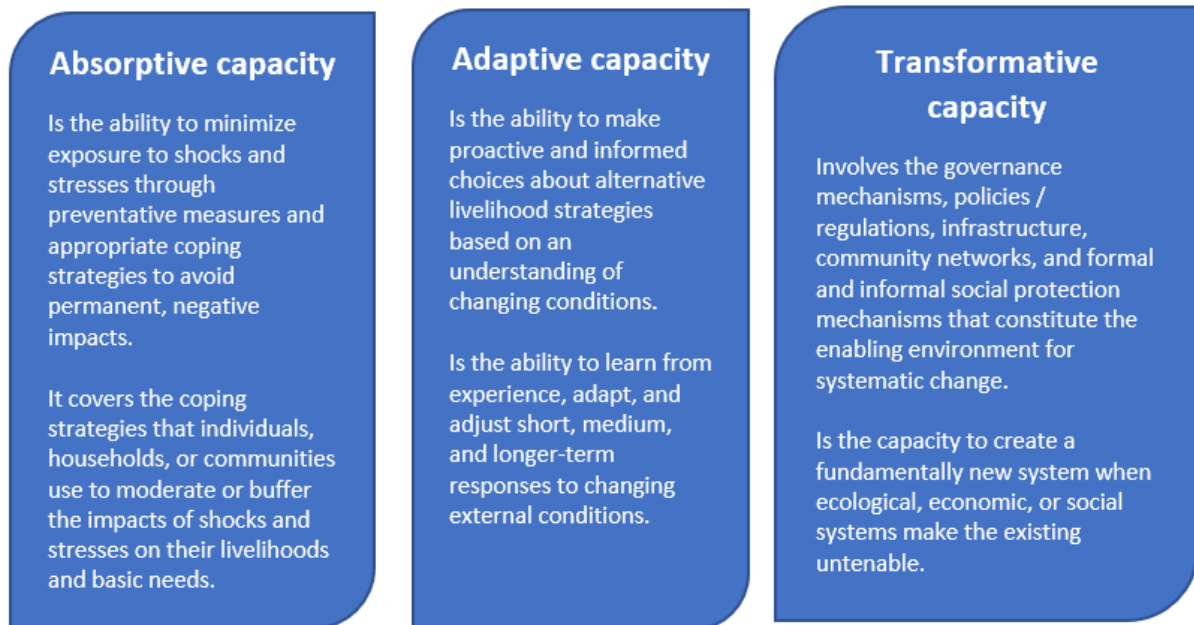 Absorptive capacity
Is the ability to minimize
exposure to shocks and
stresses through
preventative measures and
appropriate coping
strategies to avoid
permanent, negative
impacts.
It covers the coping
strategies that individuals,
households, or communities
use to moderate or buffer
the impacts of shocks and
stresses on their livelihoods
and basic needs.
Adaptive capacity
Is the ability to make
proactive and informed
choices about alternative
livelihood strategies
based on an
understanding of
changing conditions.
Is the ability to learn from
experience, adapt, and
adjust short, medium,
and longer-term
responses to changing
external conditions.
Transformative
capacity
Involves the governance
mechanisms, policies /
regulations, infrastructure,
community networks, and formal
and informal social protection
mechanisms that constitute the
enabling environment for
systematic change.
Is the capacity to create a
fundamentally new system when
ecological, economic, or social
systems make the existing
untenable.